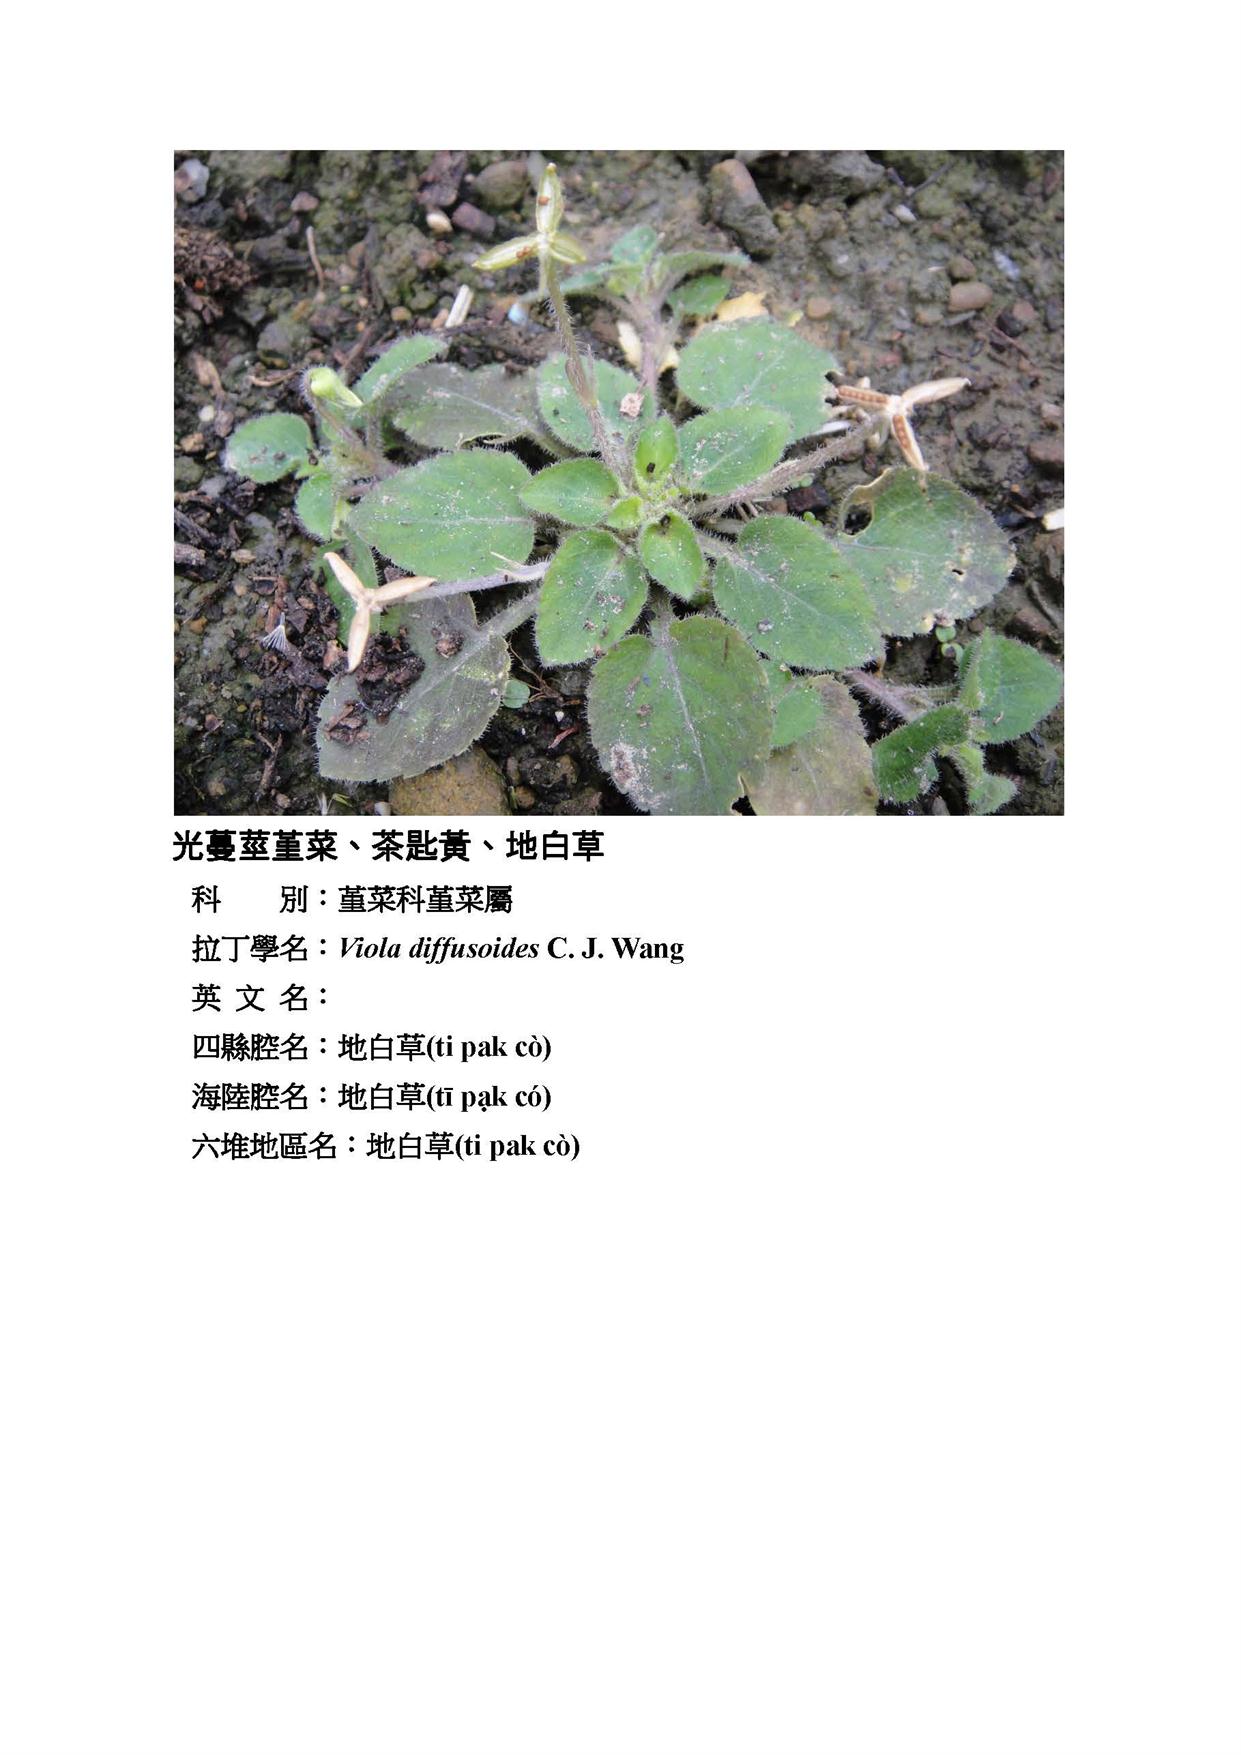 光蔓莖堇菜、茶匙黃、地白草
科　　別：堇菜科堇菜屬
拉丁學名：Viola diffusoides C. J. Wang
英 文 名：
四縣腔名：地白草(ti pak cò)
海陸腔名：地白草(tī pa̩k có)
六堆地區名：地白草(ti pak cò)